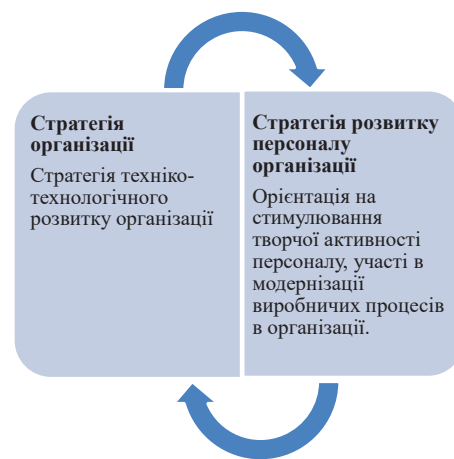 Стратегія
організації
Стратегія техніко-
технологічного
розвитку організації
Стратегія розвитку
персоналу
організації
Орієнтація на
стимулювання
творчої активності
персоналу, участі в
модернізації
виробничих процесів
в організації.